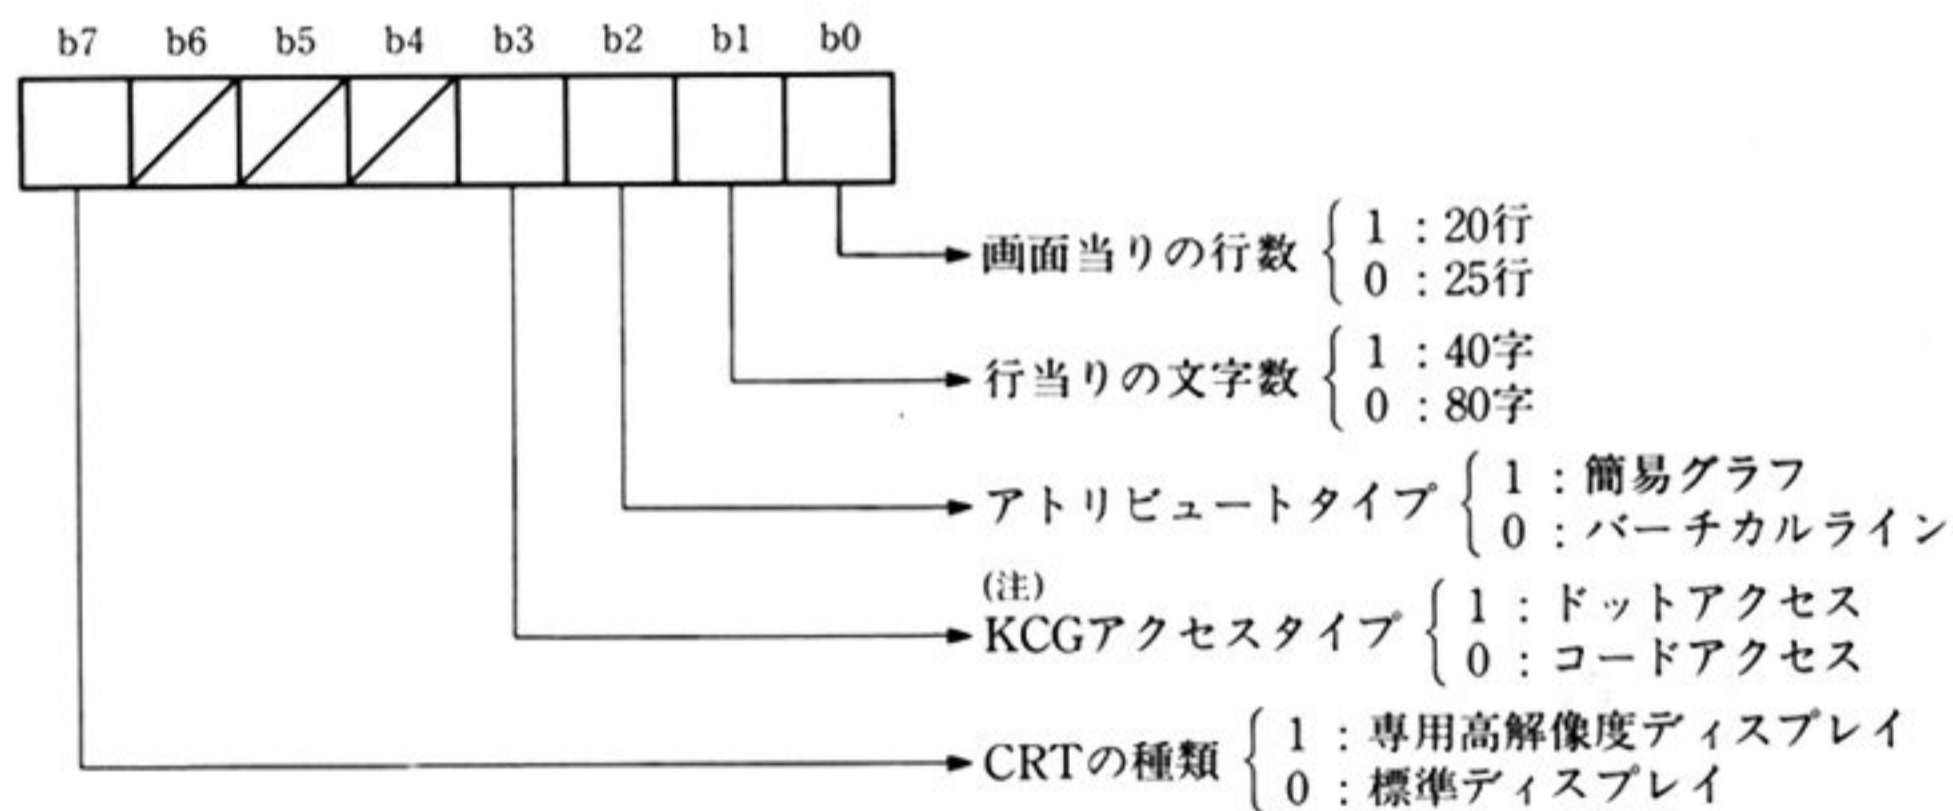 b7 b6 b5 b4 b3 b2 b1 b0
画面当りの行数 1 : 20行
0 : 25行
行当りの文字数 1 : 40字
0 : 80字
アトリビュートタイプ 1 : 簡易グラフ
0 : バーチカルライン
(注)
KCGアクセスタイプ 1 : ドットアクセス
0 : コードアクセス
CRTの種類 1 : 専用高解像度ディスプレイ
0 : 標準ディスプレイ